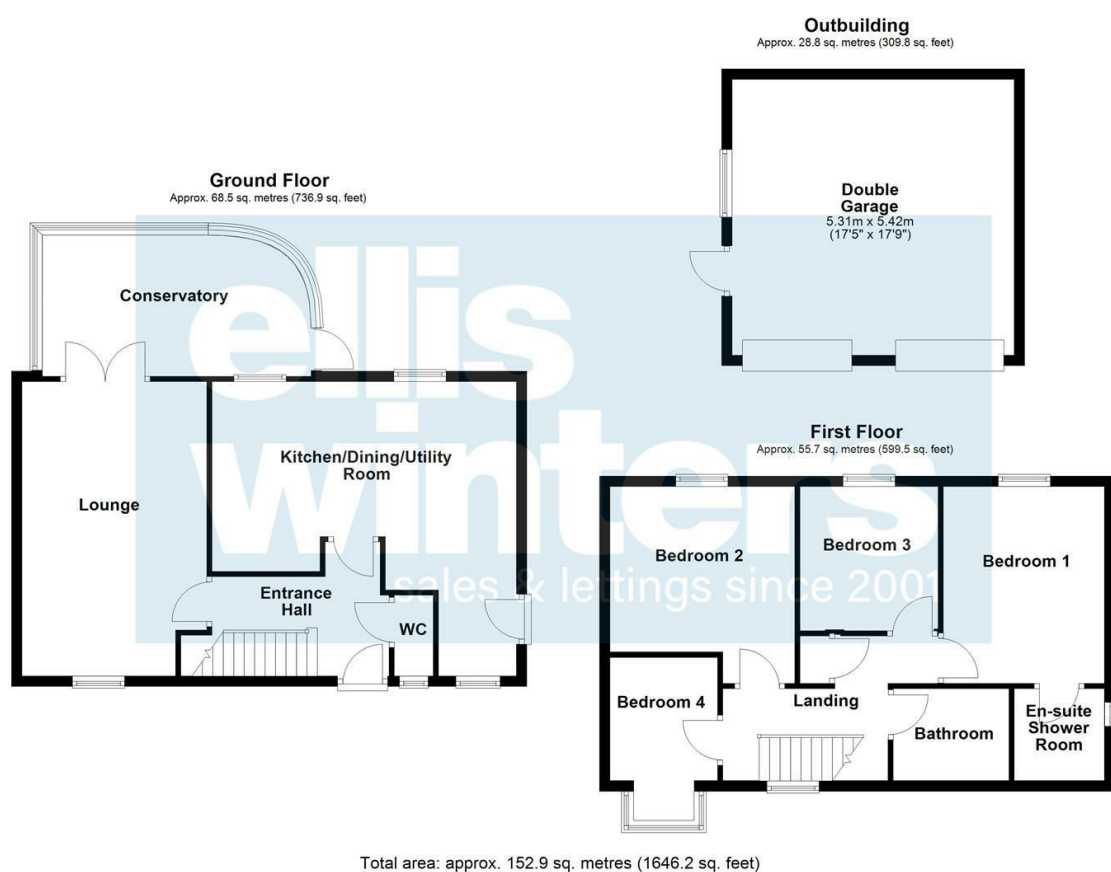 Outbuilding
Approx. 28.8 sq. metres (309.8 sq. feet)
Double
Garage
5.31m x 5.42m
(17'5" x 17'9")
Ground Floor
Approx. 68.5 sq. metres (736.9 sq. feet)
Conservatory
Lounge
Kitchen/Dining/Utility
Room
Entrance
Hall
WC
First Floor
Approx. 55.7 sq. metres (599.5 sq. feet)
Bedroom 2
Bedroom 3
Bedroom 1
Bedroom 4
Landing
Bathroom
En-suite
Shower
Room
ellis
winters
sales & lettings since 2001
Total area: approx. 152.9 sq. metres (1646.2 sq. feet)